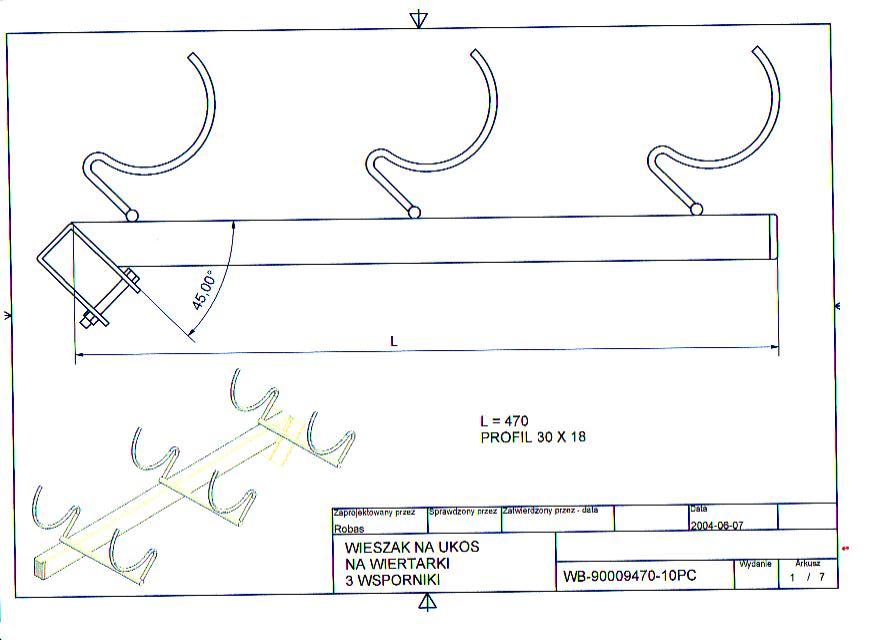 45,00°
L
L = 470
PROFIL 30 X 18
Zaprojektowany przez
Sprawdzony przez
Zatwierdzony przez - data
Data
Robas
2004-06-07
WIESZAK NA UKOS
NA WIERTARKI
3 WSPORNIKI
WB-90009470-10PC
Wydanie
Arkusz
1 / 7